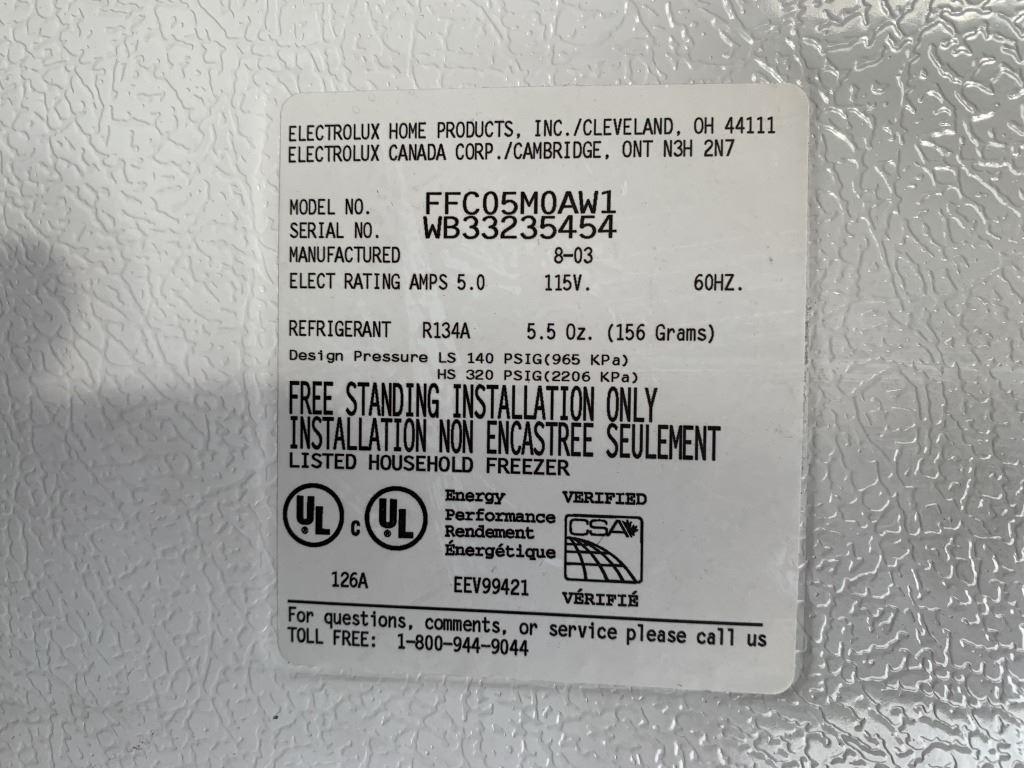 ELECTROLUX HOME PRODUCTS, INC./CLEVELAND, OH 44111
ELECTROLUX CANADA CORP./CAMBRIDGE, ONT N3H 2N7
MODEL NO. FFC05M0AW1
SERIAL NO. WB33235454
MANUFACTURED 8-03
ELECT RATING AMPS 5.0 115V. 60HZ.
REFRIGERANT R134A 5.5 Oz. (156 Grams)
Design Pressure LS 140 PSIG(965 KPa)
HS 320 PSIG(2206 KPa)
FREE STANDING INSTALLATION ONLY
INSTALLATION NON ENCASTREE SEULEMENT
LISTED HOUSEHOLD FREEZER
UL ® C UL ®
126A
Energy
Performance
Rendement
Énergétique
EEV99421
VERIFIED
CSA
VÉRIFIÉ
For questions, comments, or service please call us
TOLL FREE: 1-800-944-9044